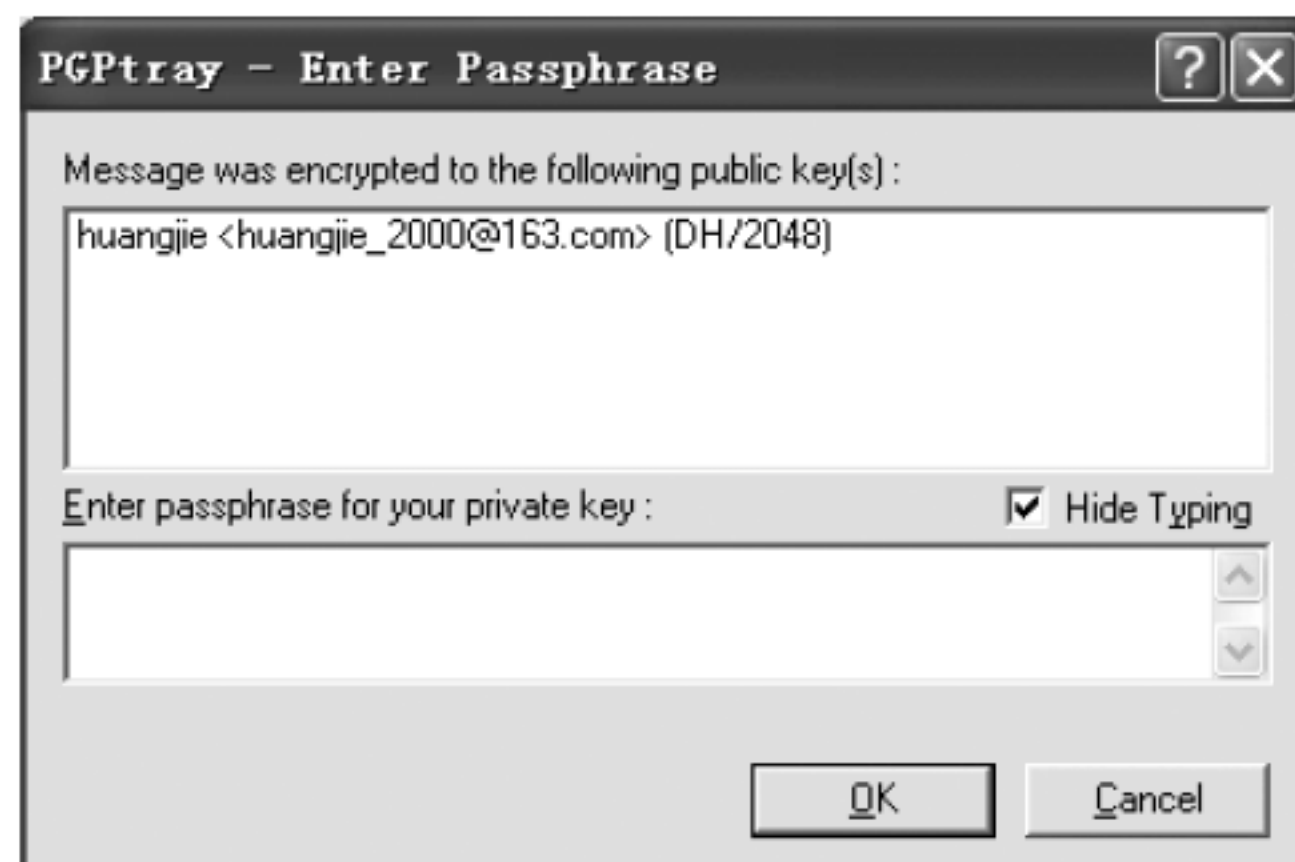 PGPtray - Enter Passphrase
Message was encrypted to the following public key(s) :
huangjie <huangjie_2000@163.com> (DH/2048)
Enter passphrase for your private key :
Hide Typing
OK
Cancel